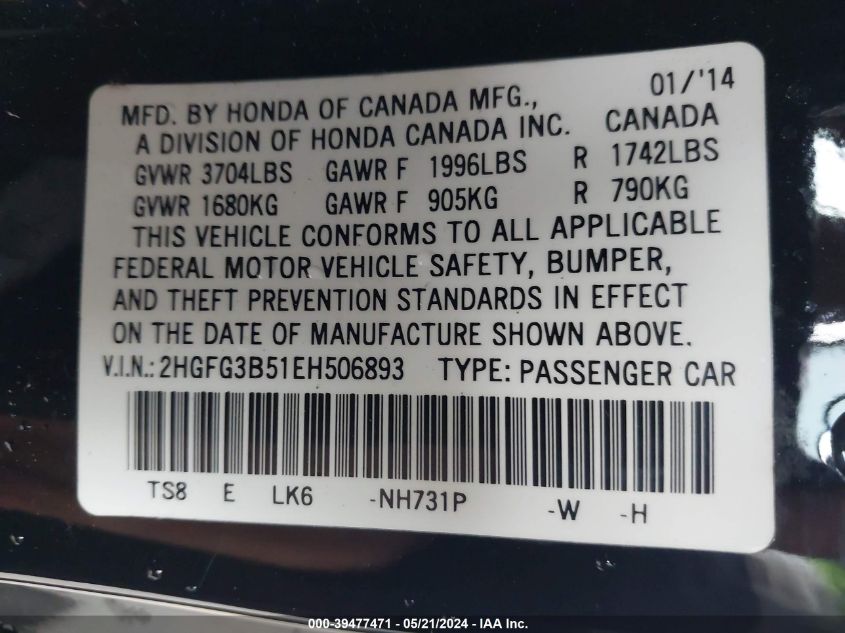 01/'14
MFD. BY HONDA OF CANADA MFG.,
A DIVISION OF HONDA CANADA INC. CANADA
GVWR 3704LBS GAWR F 1996LBS R 1742LBS
GVWR 1680KG GAWR F 905KG R 790KG
THIS VEHICLE CONFORMS TO ALL APPLICABLE
FEDERAL MOTOR VEHICLE SAFETY, BUMPER,
AND THEFT PREVENTION STANDARDS IN EFFECT
ON THE DATE OF MANUFACTURE SHOWN ABOVE.
V.I.N.: 2HGFG3B51EH506893 TYPE: PASSENGER CAR
TS8 E LK6 -NH731P -W -H
000-39477471 - 05/21/2024 - IAA Inc.